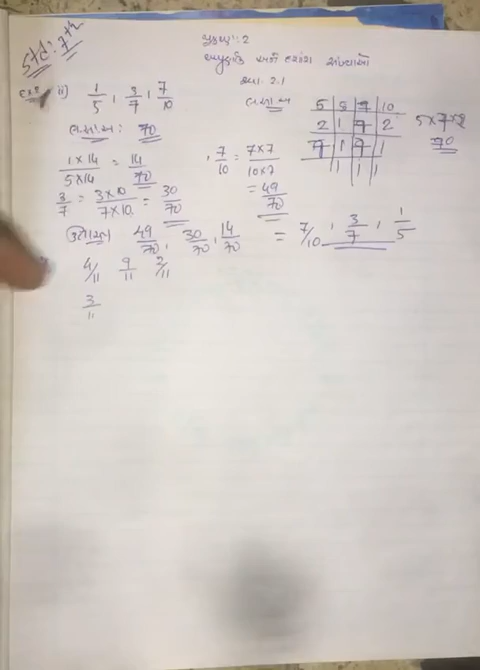 Std: 7th
પ્રકરણ: 2
અપૂર્ણાંક અને દશાંશ સંખ્યાઓ
સ્વા. 2.1
ii) 1/5, 3/7, 7/10
લ.સા.અ
5 5 7 10
2 1 7 2
7 1 7 1
1 1 1
5×7×2
70
લ.સા.અ: 70
1×14/5×14 = 14/70
, 7/10 = 7×7/10×7
= 49/70
3/7 = 3×10/7×10 = 30/70
49/70, 30/70, 14/70 = 7/10, 3/7, 1/5
4/11 9/11 2/11
3/11